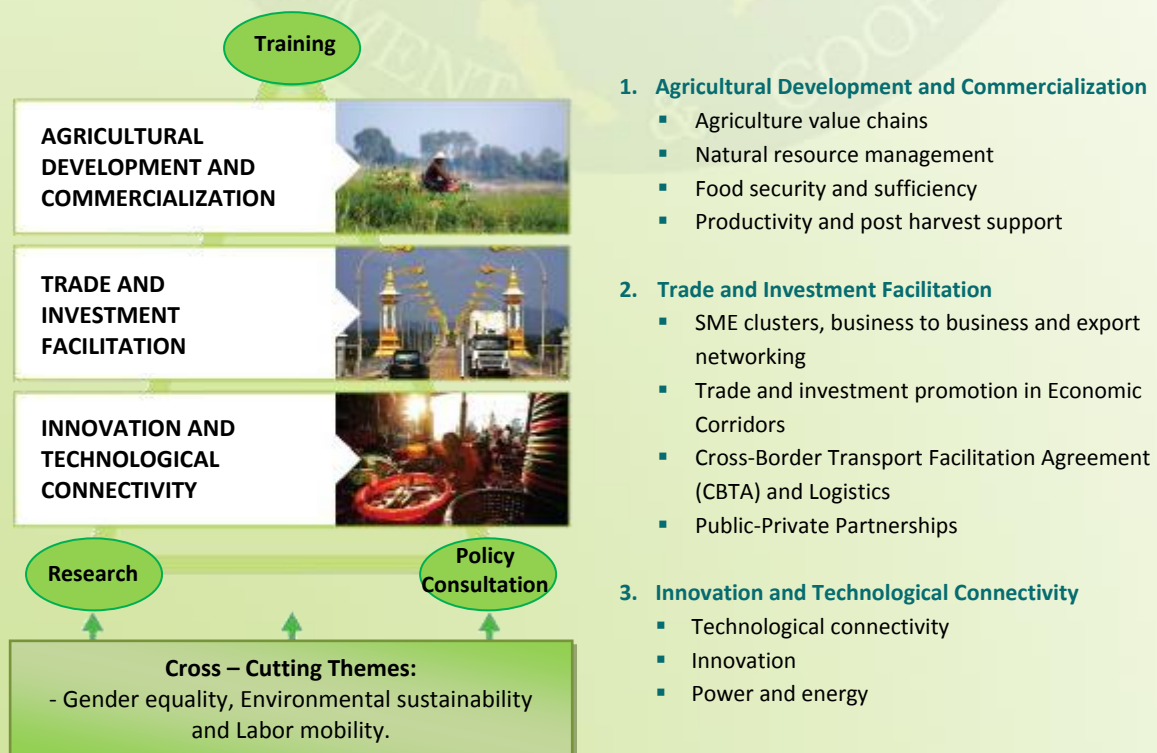 Training
AGRICULTURAL
DEVELOPMENT AND
COMMERCIALIZATION
TRADE AND
INVESTMENT
FACILITATION
INNOVATION AND
TECHNOLOGICAL
CONNECTIVITY
Research
Policy
Consultation
Cross – Cutting Themes:
- Gender equality, Environmental sustainability
and Labor mobility.
1. Agricultural Development and Commercialization
▪ Agriculture value chains
▪ Natural resource management
▪ Food security and sufficiency
▪ Productivity and post harvest support
2. Trade and Investment Facilitation
▪ SME clusters, business to business and export
networking
▪ Trade and investment promotion in Economic
Corridors
▪ Cross-Border Transport Facilitation Agreement
(CBTA) and Logistics
▪ Public-Private Partnerships
3. Innovation and Technological Connectivity
▪ Technological connectivity
▪ Innovation
▪ Power and energy